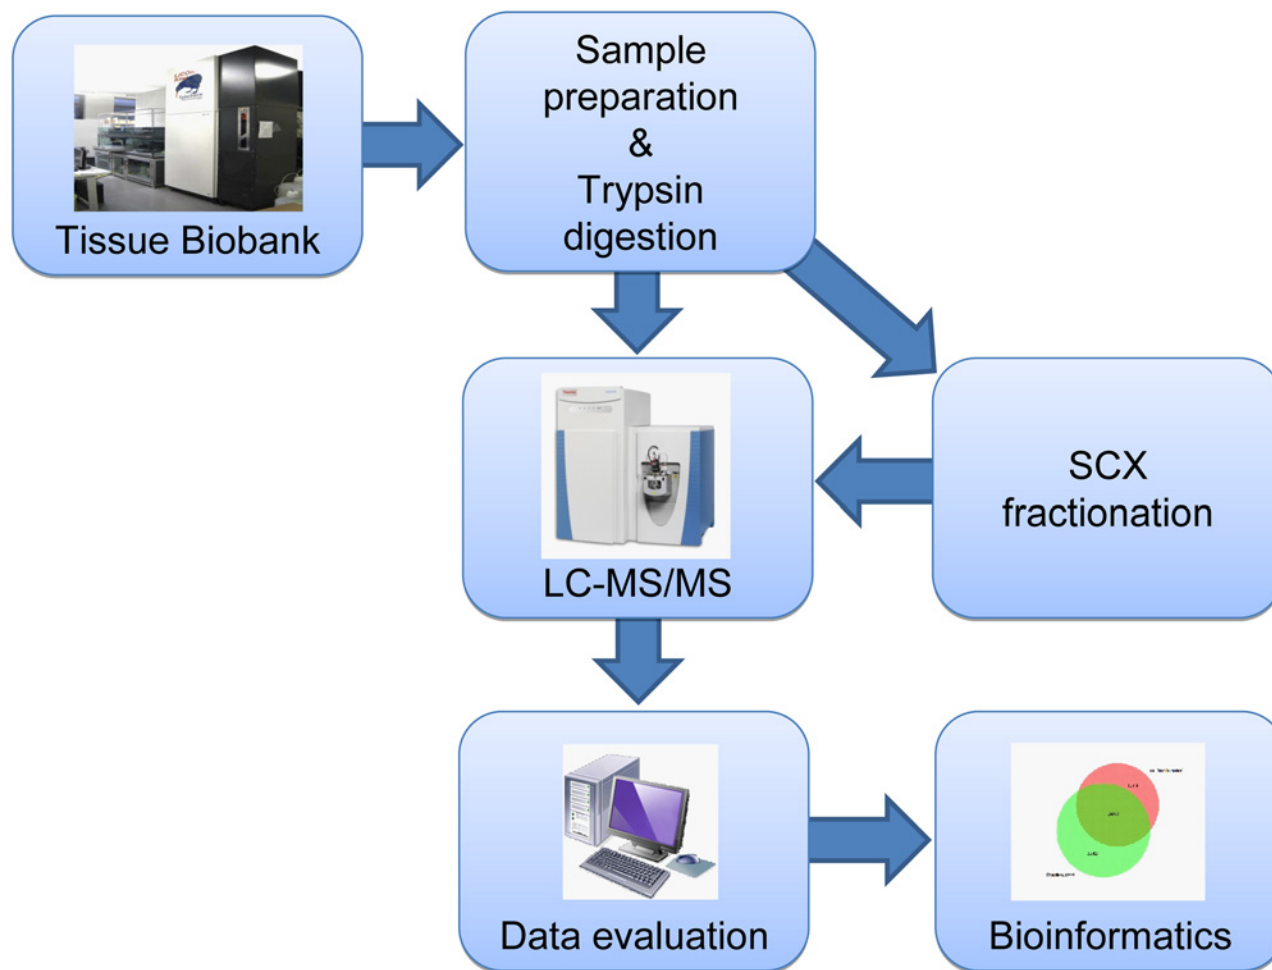 Tissue Biobank
Sample
preparation
&
Trypsin
digestion
LC-MS/MS
SCX
fractionation
Data evaluation
Bioinformatics